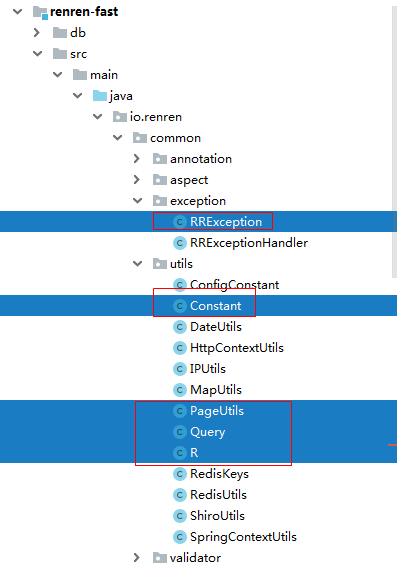 renren-fast
db
src
main
java
io.renren
common
annotation
aspect
exception
RRException
RRExceptionHandler
utils
ConfigConstant
Constant
DateUtils
HttpContextUtils
IPUtils
MapUtils
PageUtils
Query
R
RedisKeys
RedisUtils
ShiroUtils
SpringContextUtils
validator